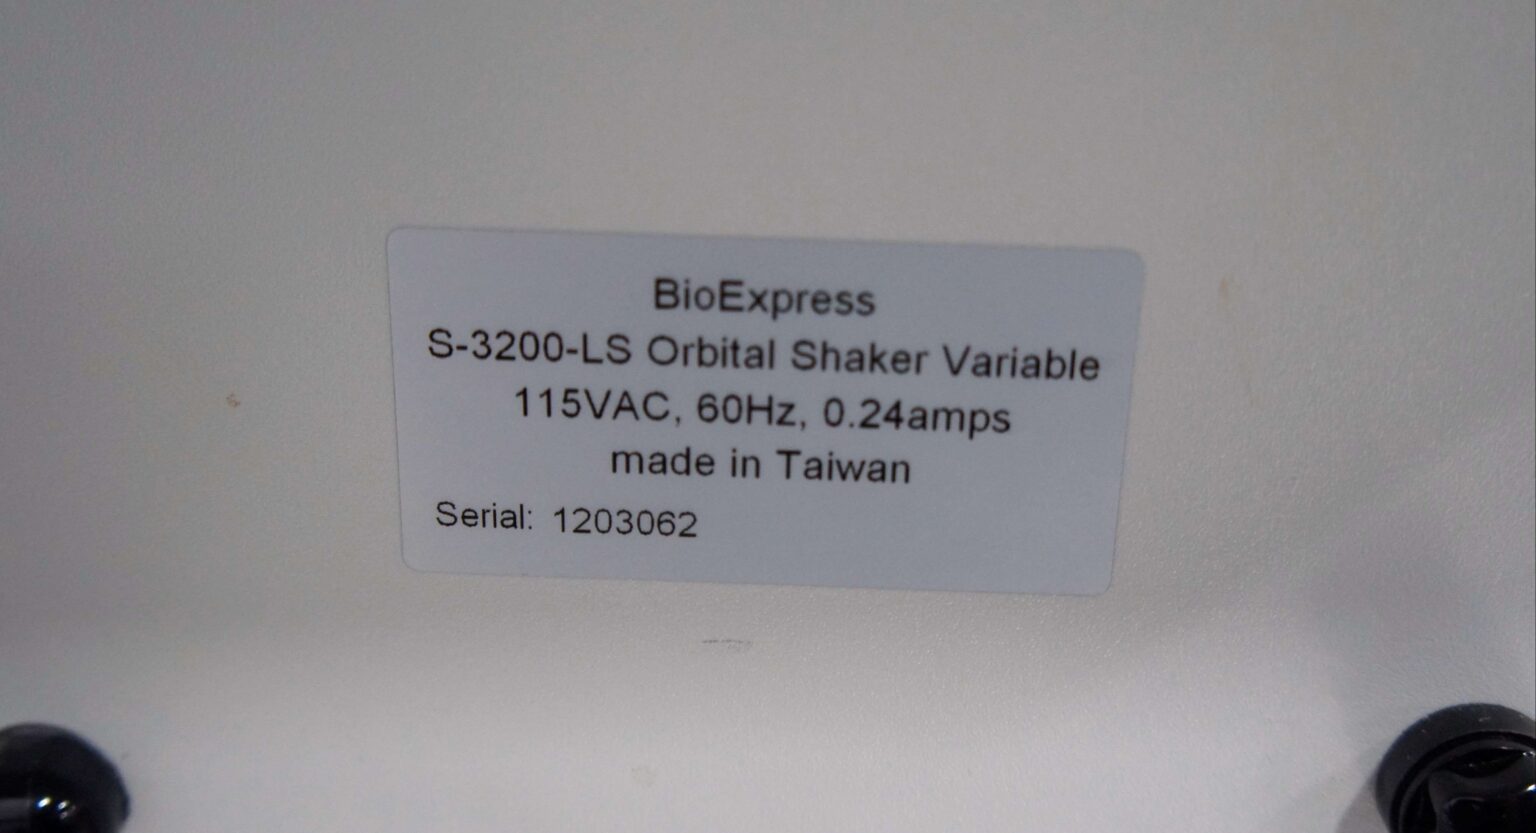 BioExpress
S-3200-LS Orbital Shaker Variable
115VAC, 60Hz, 0.24amps
made in Taiwan
Serial: 1203062